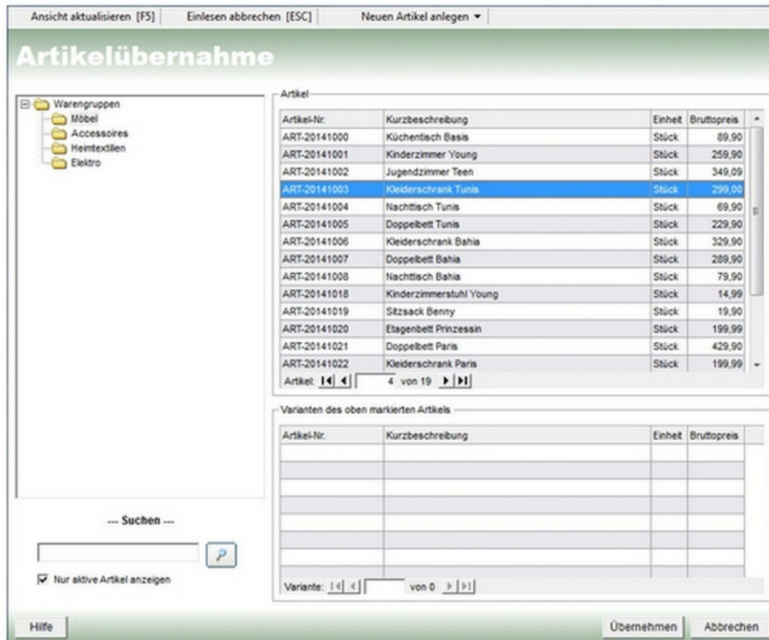 Ansicht aktualisieren [F5] Einlesen abbrechen [ESC] Neuen Artikel anlegen
Artikelübernahme
Warengruppen
Möbel
Accessoires
Heimtextilien
Elektro
--- Suchen ---
Nur aktive Artikel anzeigen
Artikel
Artikel-Nr. Kurzbeschreibung Einheit Bruttopreis
ART-20141000 Küchentisch Basis Stück 89,90
ART-20141001 Kinderzimmer Young Stück 259,90
ART-20141002 Jugendzimmer Teen Stück 349,09
ART-20141003 Kleiderschrank Tunis Stück 299,00
ART-20141004 Nachttisch Tunis Stück 69,90
ART-20141005 Doppelbett Tunis Stück 229,90
ART-20141006 Kleiderschrank Bahia Stück 329,90
ART-20141007 Doppelbett Bahia Stück 289,90
ART-20141008 Nachttisch Bahia Stück 79,90
ART-20141018 Kinderzimmerstuhl Young Stück 14,99
ART-20141019 Sitzsack Benny Stück 19,90
ART-20141020 Etagenbett Prinzessin Stück 199,99
ART-20141021 Doppelbett Paris Stück 429,90
ART-20141022 Kleiderschrank Paris Stück 199,99
Artikel: 4 von 19
Varianten des oben markierten Artikels
Artikel-Nr. Kurzbeschreibung Einheit Bruttopreis
Variante: von 0
Hilfe Übernehmen Abbrechen